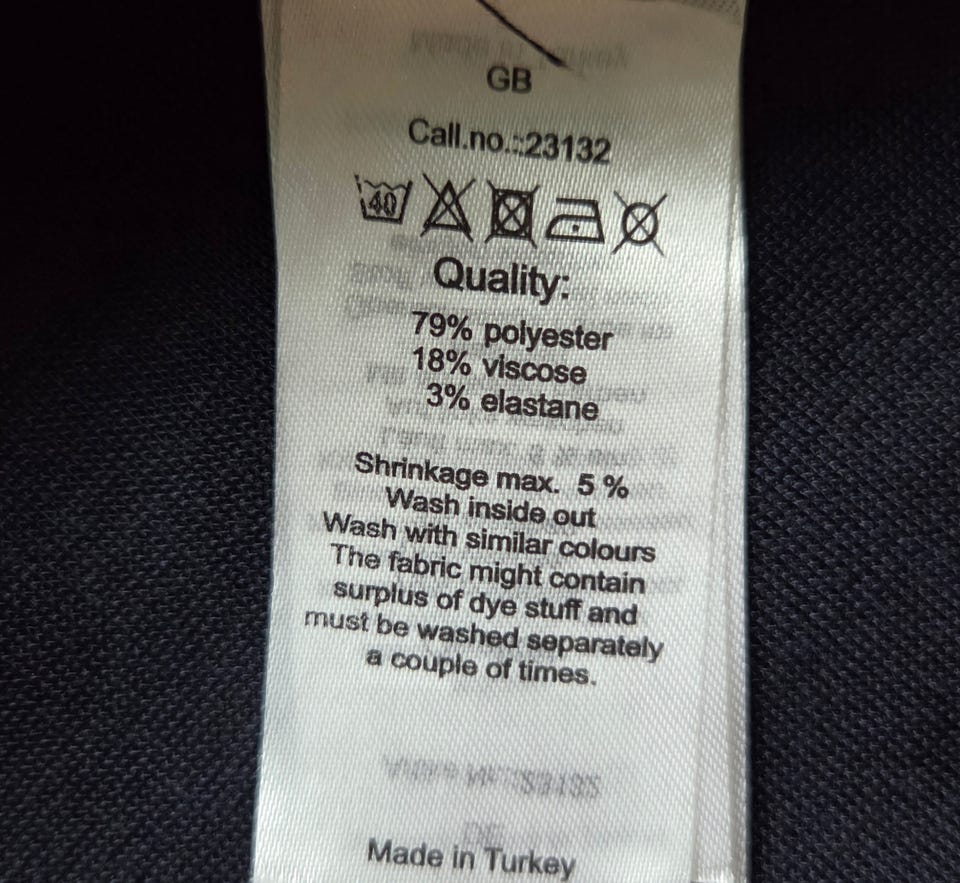 GB
Call.no.:23132
40
Quality:
79% polyester
18% viscose
3% elastane
Shrinkage max. 5 %
Wash inside out
Wash with similar colours
The fabric might contain
surplus of dye stuff and
must be washed separately
a couple of times.
Made in Turkey